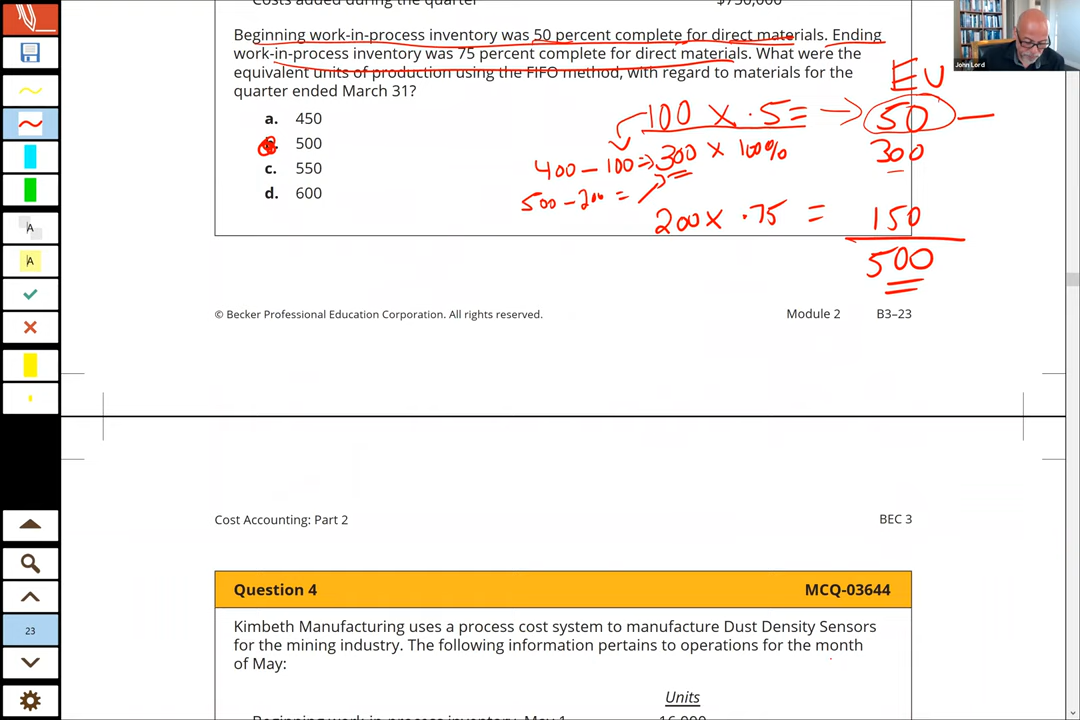 Costs added during the quarter $750,000
Beginning work-in-process inventory was 50 percent complete for direct materials. Ending
work-in-process inventory was 75 percent complete for direct materials. What were the
equivalent units of production using the FIFO method, with regard to materials for the
quarter ended March 31?
a. 450
500
c. 550
d. 600
EU
100 x .5 = → 50
400 - 100 ⇒ 300 x 100% 300
500 - 200 =
200 x .75 = 150
500
© Becker Professional Education Corporation. All rights reserved. Module 2 B3–23
Cost Accounting: Part 2 BEC 3
Question 4 MCQ-03644
Kimbeth Manufacturing uses a process cost system to manufacture Dust Density Sensors
for the mining industry. The following information pertains to operations for the month
of May:
Units
Beginning work-in-process inventory, May 1 16,000
John Lord
A
A
23